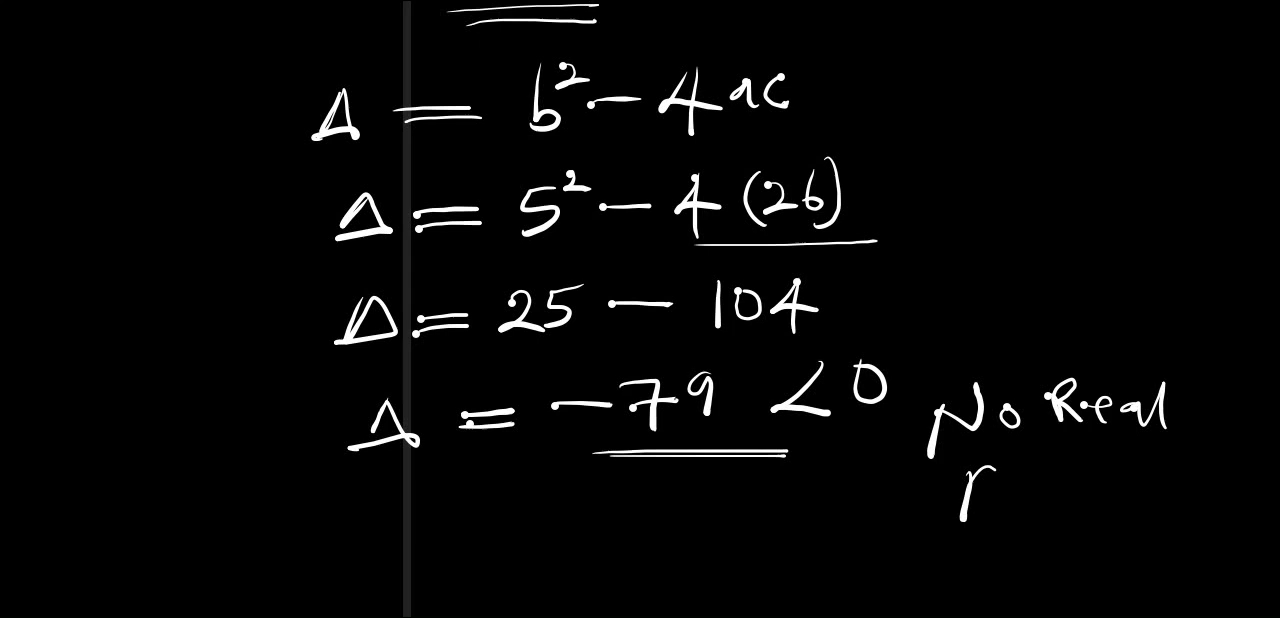 Δ = b² - 4ac
Δ = 5² - 4(26)
Δ = 25 - 104
Δ = -79 < 0 No Real
r